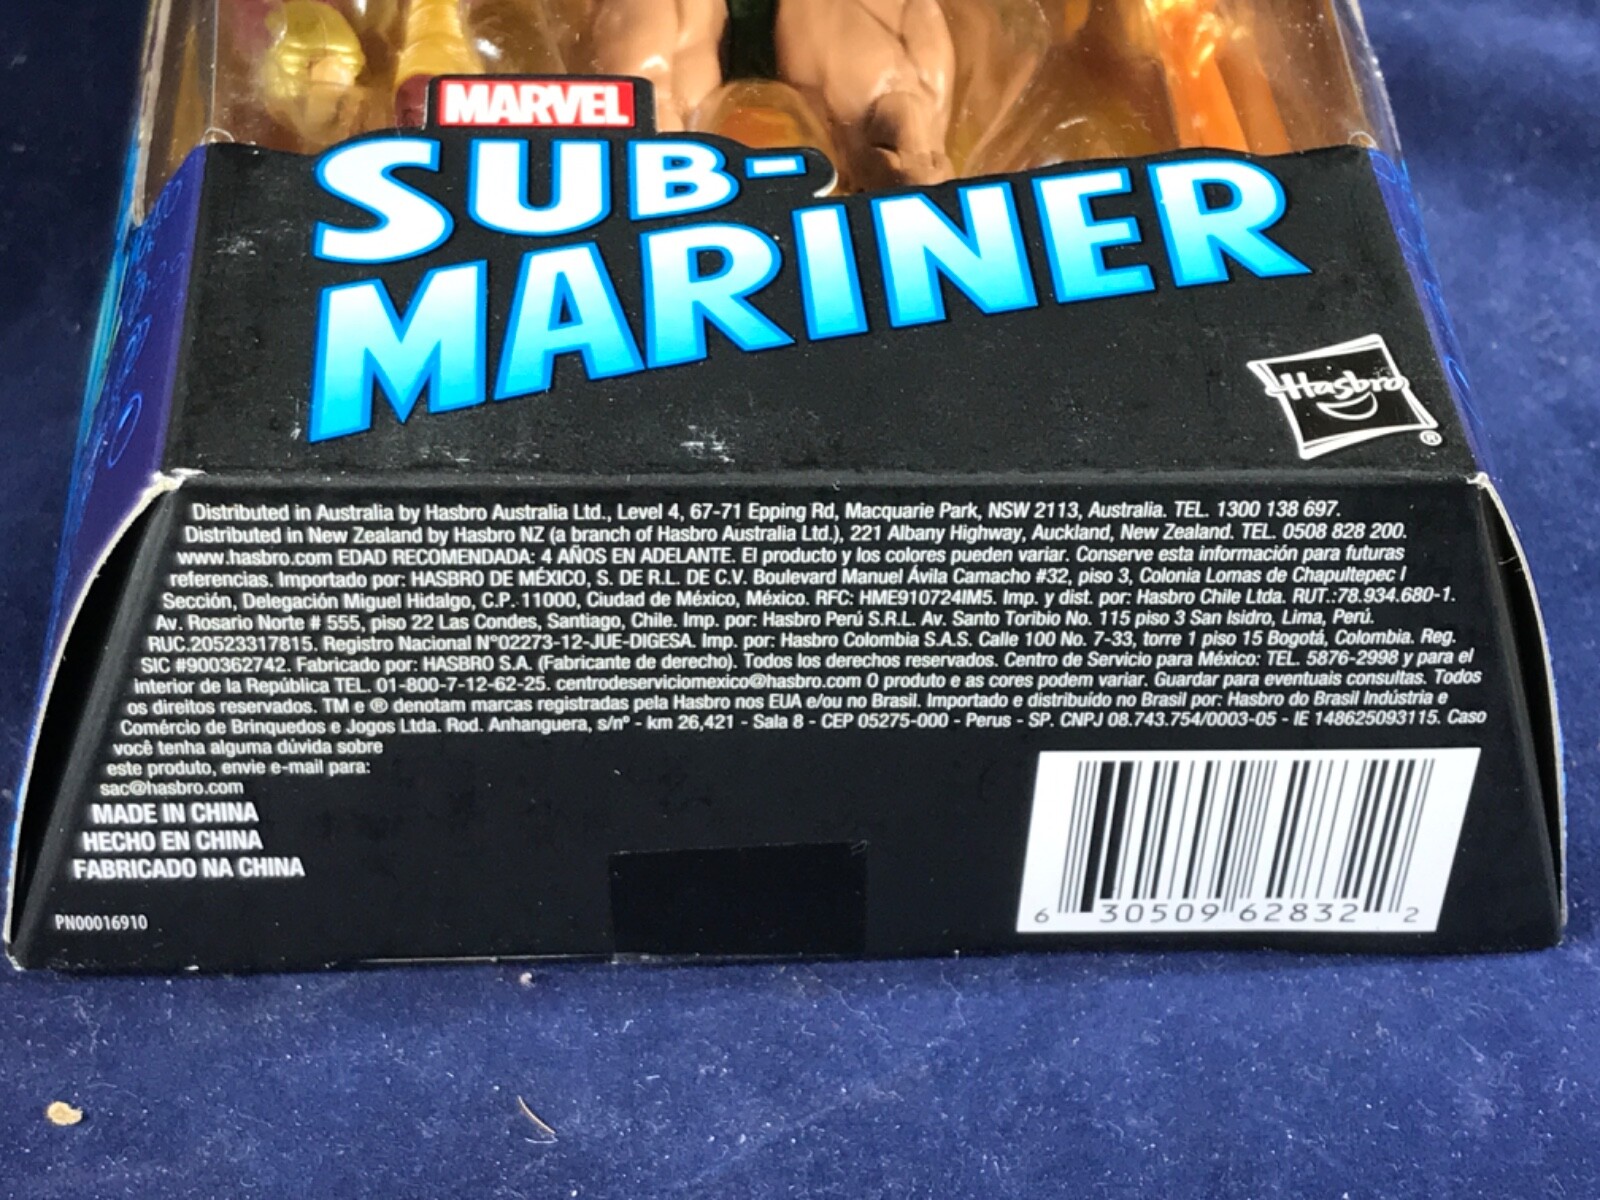 MARVEL
SUB-
MARINER
Hasbro
®
Distributed in Australia by Hasbro Australia Ltd., Level 4, 67-71 Epping Rd, Macquarie Park, NSW 2113, Australia. TEL. 1300 138 697.
Distributed in New Zealand by Hasbro NZ (a branch of Hasbro Australia Ltd.), 221 Albany Highway, Auckland, New Zealand. TEL. 0508 828 200.
www.hasbro.com EDAD RECOMENDADA: 4 AÑOS EN ADELANTE. El producto y los colores pueden variar. Conserve esta información para futuras
referencias. Importado por: HASBRO DE MÉXICO, S. DE R.L. DE C.V. Boulevard Manuel Ávila Camacho #32, piso 3, Colonia Lomas de Chapultepec I
Sección, Delegación Miguel Hidalgo, C.P. 11000, Ciudad de México, México. RFC: HME910724IM5. Imp. y dist. por: Hasbro Chile Ltda. RUT.:78.934.680-1.
Av. Rosario Norte # 555, piso 22 Las Condes, Santiago, Chile. Imp. por: Hasbro Perú S.R.L. Av. Santo Toribio No. 115 piso 3 San Isidro, Lima, Perú.
RUC.20523317815. Registro Nacional N°02273-12-JUE-DIGESA. Imp. por: Hasbro Colombia S.A.S. Calle 100 No. 7-33, torre 1 piso 15 Bogotá, Colombia. Reg.
SIC #900362742. Fabricado por: HASBRO S.A. (Fabricante de derecho). Todos los derechos reservados. Centro de Servicio para México: TEL. 5876-2998 y para el
interior de la República TEL. 01-800-7-12-62-25. centrodeserviciomexico@hasbro.com O produto e as cores podem variar. Guardar para eventuais consultas. Todos
os direitos reservados. TM e ® denotam marcas registradas pela Hasbro nos EUA e/ou no Brasil. Importado e distribuído no Brasil por: Hasbro do Brasil Indústria e
Comércio de Brinquedos e Jogos Ltda. Rod. Anhanguera, s/nº - km 26,421 - Sala 8 - CEP 05275-000 - Perus - SP. CNPJ 08.743.754/0003-05 - IE 148625093115. Caso
você tenha alguma dúvida sobre
este produto, envie e-mail para:
sac@hasbro.com
MADE IN CHINA
HECHO EN CHINA
FABRICADO NA CHINA
PN00016910
6 30509 62832 2